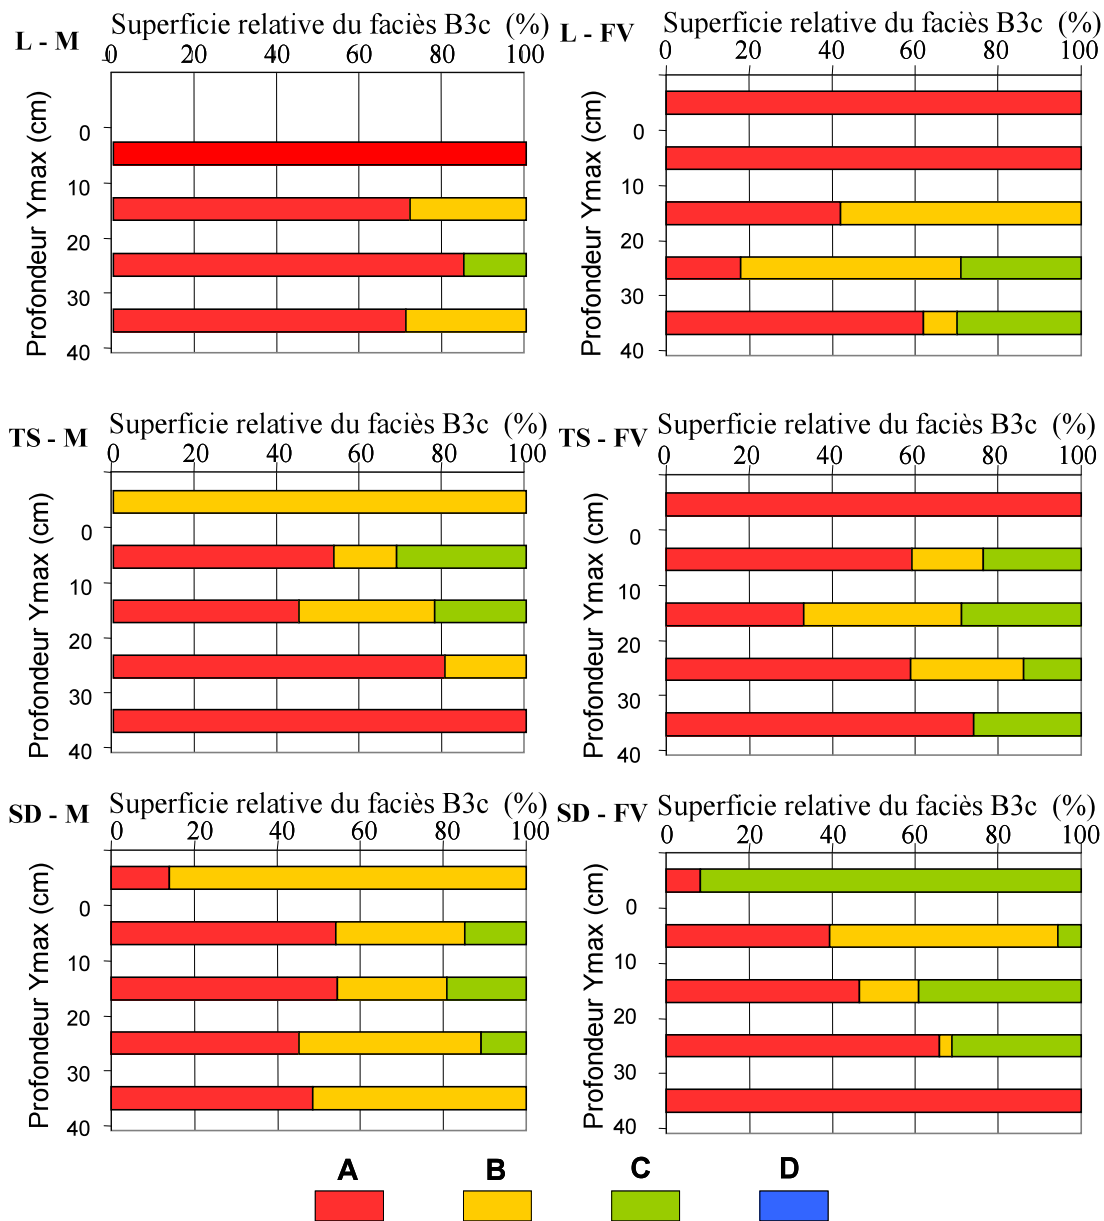 L - M
Superficie relative du faciès B3c (%)
0 20 40 60 80 100
Profondeur Ymax (cm)
0
10
20
30
40
L - FV
Superficie relative du faciès B3c (%)
0 20 40 60 80 100
Profondeur Ymax (cm)
0
10
20
30
40
TS - M
Superficie relative du faciès B3c (%)
0 20 40 60 80 100
Profondeur Ymax (cm)
0
10
20
30
40
TS - FV
Superficie relative du faciès B3c (%)
0 20 40 60 80 100
Profondeur Ymax (cm)
0
10
20
30
40
SD - M
Superficie relative du faciès B3c (%)
0 20 40 60 80 100
Profondeur Ymax (cm)
0
10
20
30
40
SD - FV
Superficie relative du faciès B3c (%)
0 20 40 60 80 100
Profondeur Ymax (cm)
0
10
20
30
40
A B C D